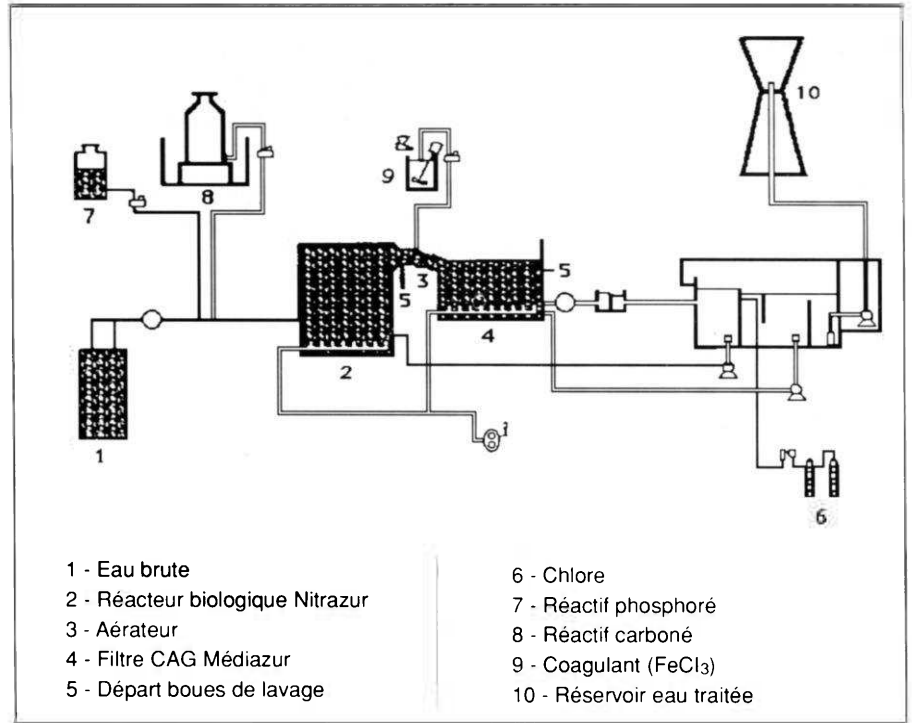 10
9
8
7
5
3
5
4
2
1
6
1 - Eau brute
2 - Réacteur biologique Nitrazur
3 - Aérateur
4 - Filtre CAG Médiazur
5 - Départ boues de lavage
6 - Chlore
7 - Réactif phosphoré
8 - Réactif carboné
9 - Coagulant (FeCl₃)
10 - Réservoir eau traitée